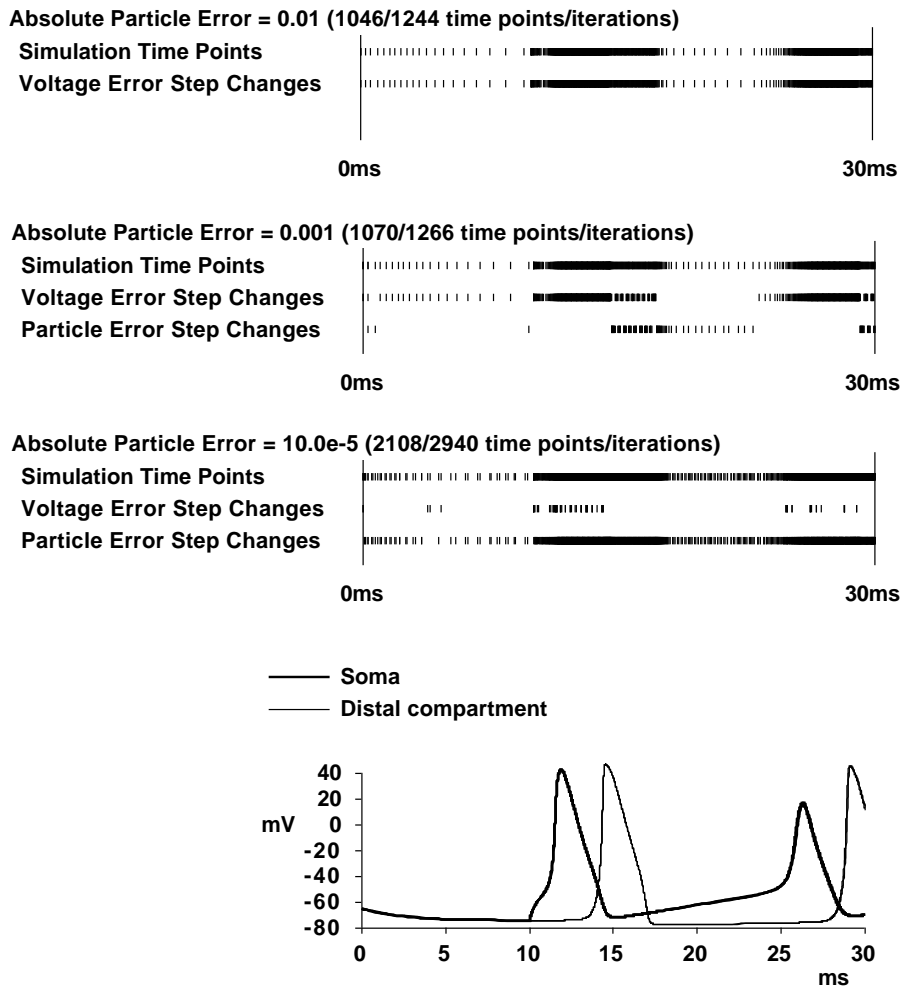 Absolute Particle Error = 0.01 (1046/1244 time points/iterations)
Simulation Time Points
Voltage Error Step Changes
0ms 30ms
Absolute Particle Error = 0.001 (1070/1266 time points/iterations)
Simulation Time Points
Voltage Error Step Changes
Particle Error Step Changes
0ms 30ms
Absolute Particle Error = 10.0e-5 (2108/2940 time points/iterations)
Simulation Time Points
Voltage Error Step Changes
Particle Error Step Changes
0ms 30ms
Soma
Distal compartment
40
20
mV 0
-20
-40
-60
-80
0 5 10 15 20 25 30
ms